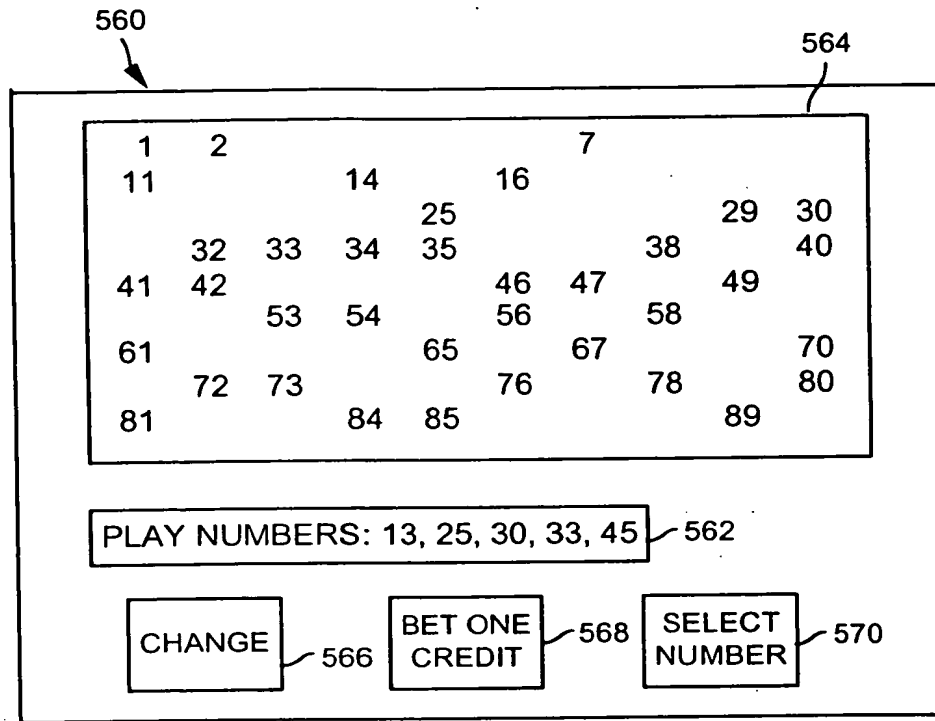 560
564
1 2 7
11 14 16
25 29 30
32 33 34 35 38 40
41 42 46 47 49
53 54 56 58
61 65 67 70
72 73 76 78 80
81 84 85 89
PLAY NUMBERS: 13, 25, 30, 33, 45 562
CHANGE 566
BET ONE
CREDIT 568
SELECT
NUMBER 570